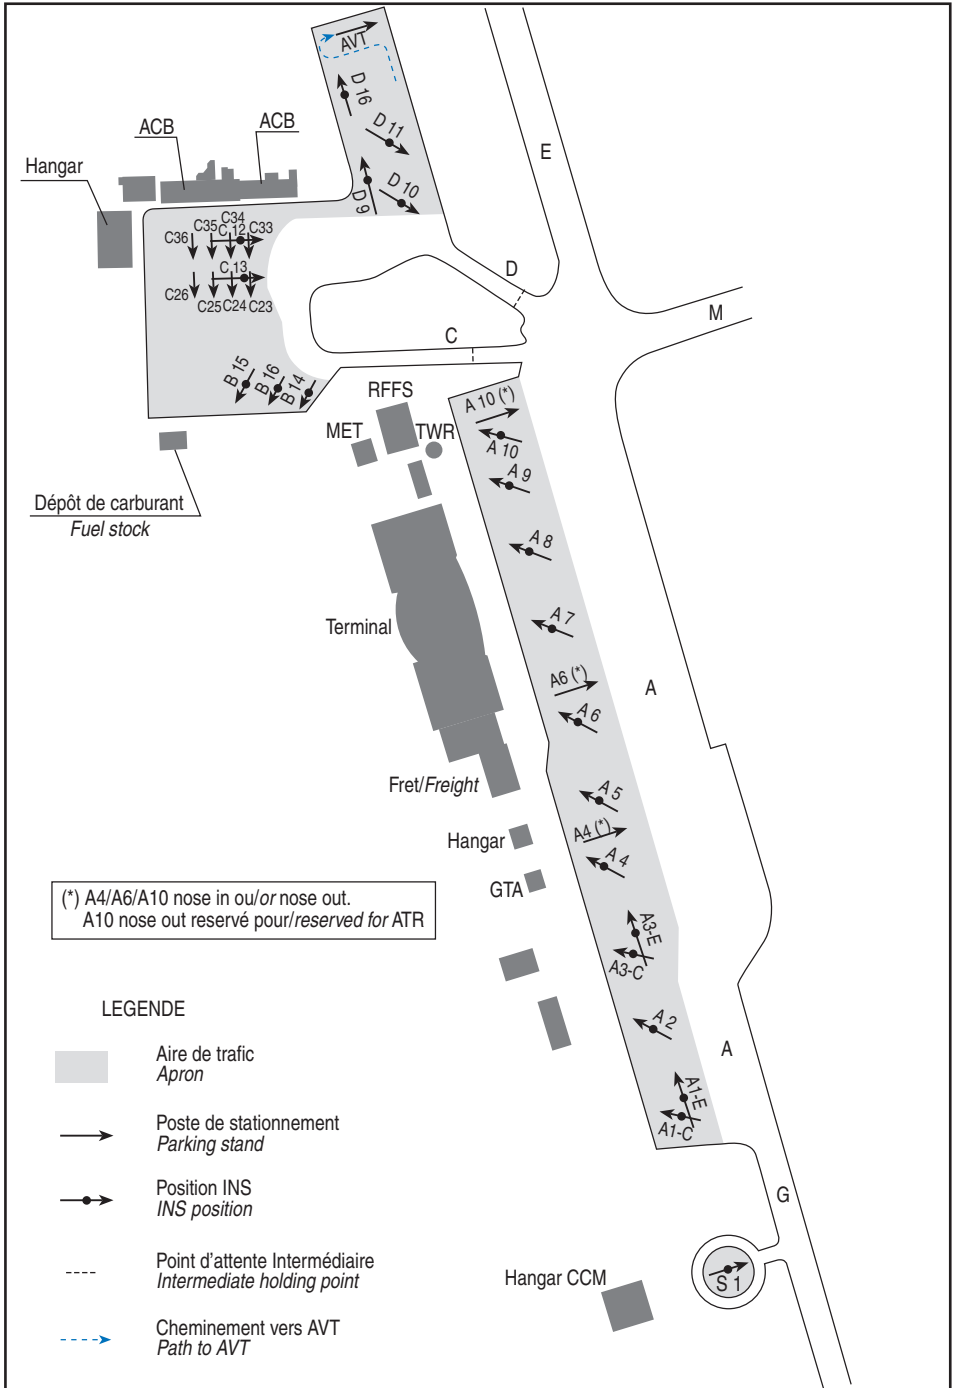 AVT
D 16
D 11
ACB
ACB
E
Hangar
D 9
D 10
C34
C36
C35
C 12
C33
C 13
C26
C25
C24
C23
D
M
C
B 15
B 16
B 14
RFFS
MET
TWR
A 10 (*)
A 10
A 9
Dépôt de carburant
Fuel stock
A 8
Terminal
A 7
A6 (*)
A
A 6
Fret/Freight
A 5
Hangar
A4 (*)
A 4
GTA
(*) A4/A6/A10 nose in ou/or nose out.
A10 nose out reservé pour/reserved for ATR
A3-E
A3-C
LEGENDE
A 2
A
Aire de trafic
Apron
A1-E
A1-C
Poste de stationnement
Parking stand
Position INS
INS position
G
Point d'attente Intermédiaire
Intermediate holding point
Hangar CCM
S 1
Cheminement vers AVT
Path to AVT